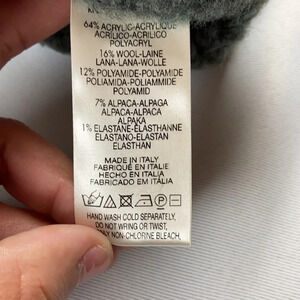 64% ACRYLIC-ACRYLIQUE
ACRÍLICO-ACRILICO
POLYACRYL
16% WOOL-LAINE
LANA-LANA-WOLLE
12% POLYAMIDE-POLYAMIDE
POLIAMIDA-POLIAMMIDE
POLYAMID
7% ALPACA-ALPAGA
ALPACA-ALPACA
ALPAKA
1% ELASTANE-ÉLASTHANNE
ELASTANO-ELASTAN
ELASTHAN
MADE IN ITALY
FABRIQUÉ EN ITALIE
HECHO EN ITALIA
FABRICADO EM ITÁLIA
HAND WASH COLD SEPARATELY,
DO NOT WRING OR TWIST,
NON-CHLORINE BLEACH,